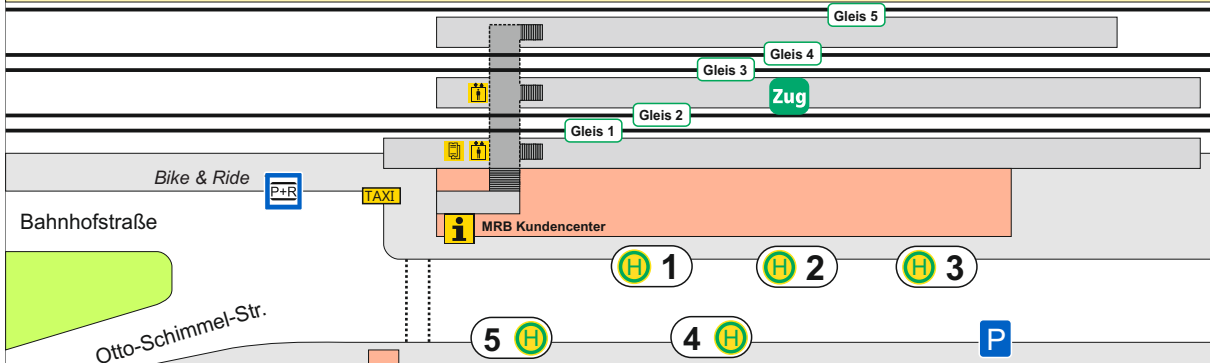 Gleis 5
Gleis 4
Gleis 3
Zug
Gleis 2
Gleis 1
Bike & Ride
P+R
TAXI
Bahnhofstraße
i MRB Kundencenter
H 1
H 2
H 3
Otto-Schimmel-Str.
5 H
4 H
P